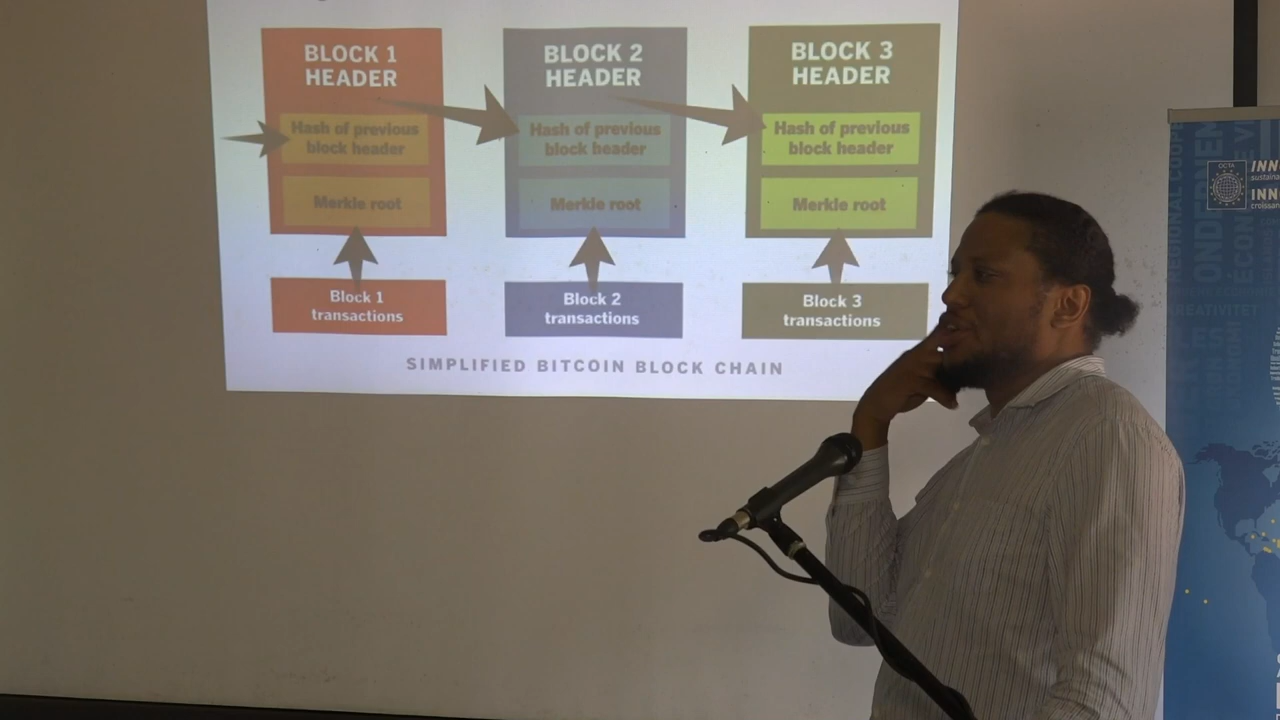 BLOCK 1
HEADER
Hash of previous
block header
Merkle root
Block 1
transactions
BLOCK 2
HEADER
Hash of previous
block header
Merkle root
Block 2
transactions
BLOCK 3
HEADER
Hash of previous
block header
Merkle root
Block 3
transactions
SIMPLIFIED BITCOIN BLOCK CHAIN
OCTA